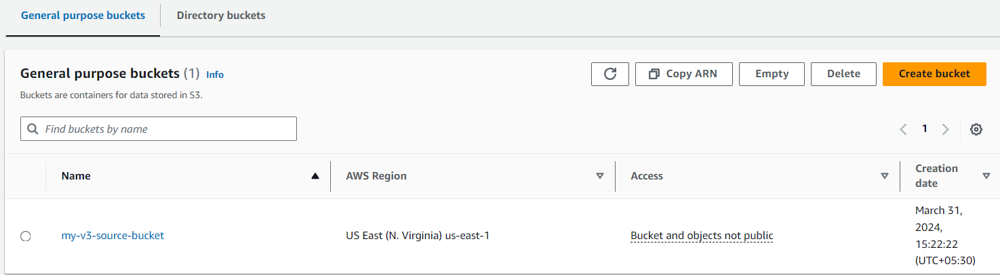 General purpose buckets Directory buckets
General purpose buckets (1) Info
Copy ARN Empty Delete Create bucket
Buckets are containers for data stored in S3.
Find buckets by name
1
Name AWS Region Access Creation
date
my-v3-source-bucket US East (N. Virginia) us-east-1 Bucket and objects not public March 31,
2024,
15:22:22
(UTC+05:30)